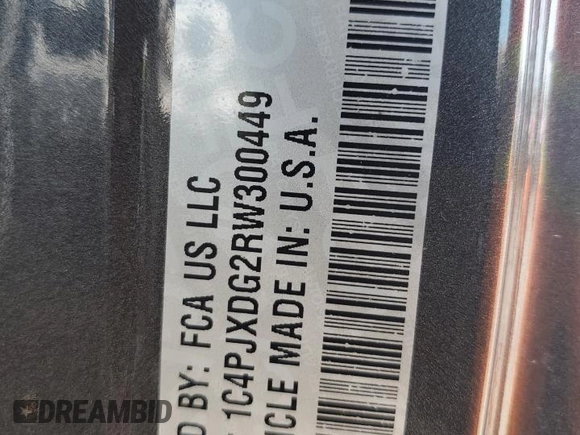 D BY: FCA US LLC
: 1C4PJXDG2RW300449
ICLE MADE IN: U.S.A.
DREAMBID